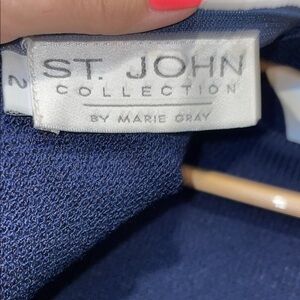 2
ST. JOHN
COLLECTION
BY MARIE GRAY